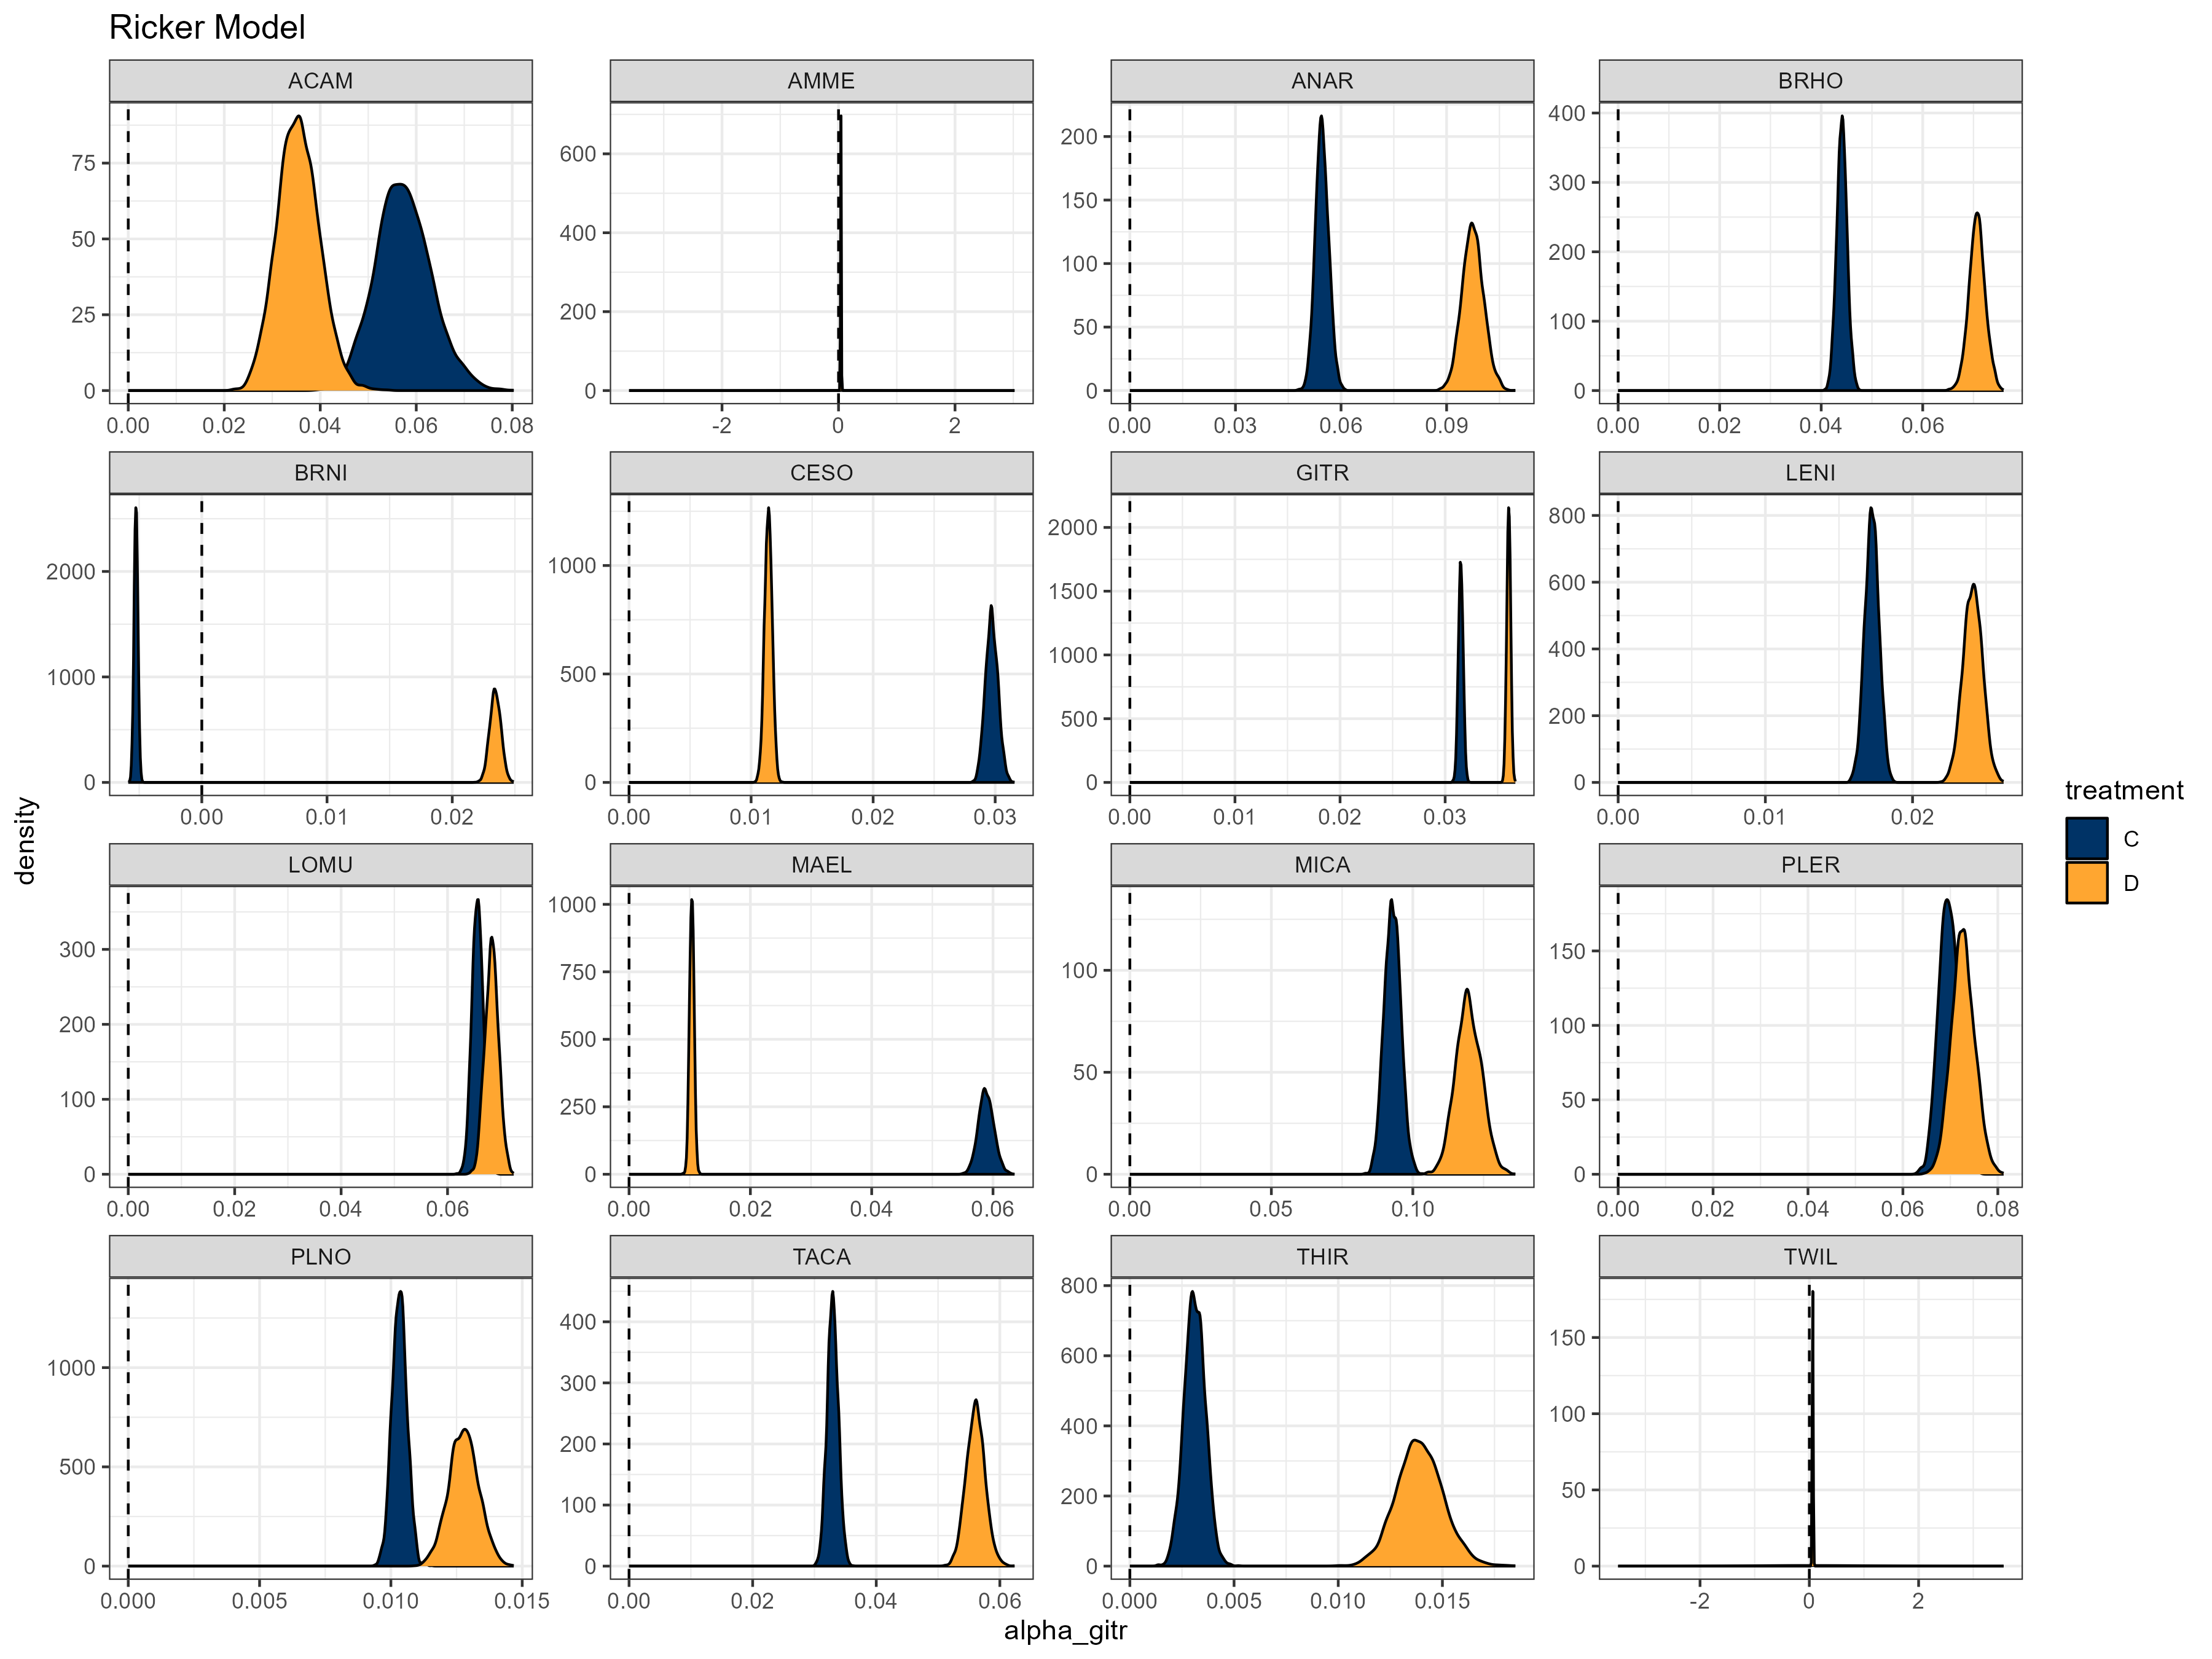 Ricker Model
ACAM AMME ANAR BRHO
75 50 25 0
600 400 200 0
200 150 100 50 0
400 300 200 100 0
0.00 0.02 0.04 0.06 0.08
-2 0 2
0.00 0.03 0.06 0.09
0.00 0.02 0.04 0.06
BRNI CESO GITR LENI
2000 1000 0
1000 500 0
2000 1500 1000 500 0
800 600 400 200 0
0.00 0.01 0.02
0.00 0.01 0.02 0.03
0.00 0.01 0.02 0.03
0.00 0.01 0.02
LOMU MAEL MICA PLER
300 200 100 0
1000 750 500 250 0
100 50 0
150 100 50 0
0.00 0.02 0.04 0.06
0.00 0.02 0.04 0.06
0.00 0.05 0.10
0.00 0.02 0.04 0.06 0.08
PLNO TACA THIR TWIL
1000 500 0
400 300 200 100 0
800 600 400 200 0
150 100 50 0
0.000 0.005 0.010 0.015
0.00 0.02 0.04 0.06
0.000 0.005 0.010 0.015
-2 0 2
density
alpha_gitr
treatment
C
D